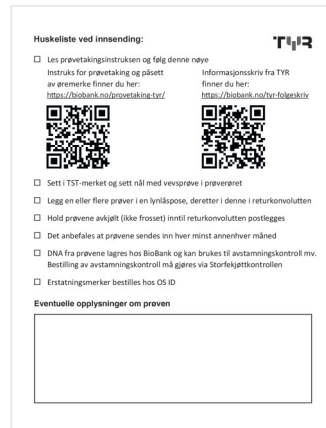 Huskeliste ved innsending:
TYR
☐ Les prøvetakingsinstruksen og følg denne nøye
Instruks for prøvetaking og påsett
av øremerke finner du her:
https://biobank.no/provetaking-tyr/
Informasjonsskriv fra TYR
finner du her:
https://biobank.no/tyr-folgeskriv
☐ Sett i TST-merket og sett nål med vevsprøve i prøverøret
☐ Legg en eller flere prøver i en lynlåspose, deretter i denne i returkonvolutten
☐ Hold prøvene avkjølt (ikke frosset) inntil returkonvolutten postlegges
☐ Det anbefales at prøvene sendes inn hver minst annenhver måned
☐ DNA fra prøvene lagres hos BioBank og kan brukes til avstamningskontroll mv.
Bestilling av avstamningskontroll må gjøres via Storfekjøttkontrollen
☐ Erstatningsmerker bestilles hos OS ID
Eventuelle opplysninger om prøven